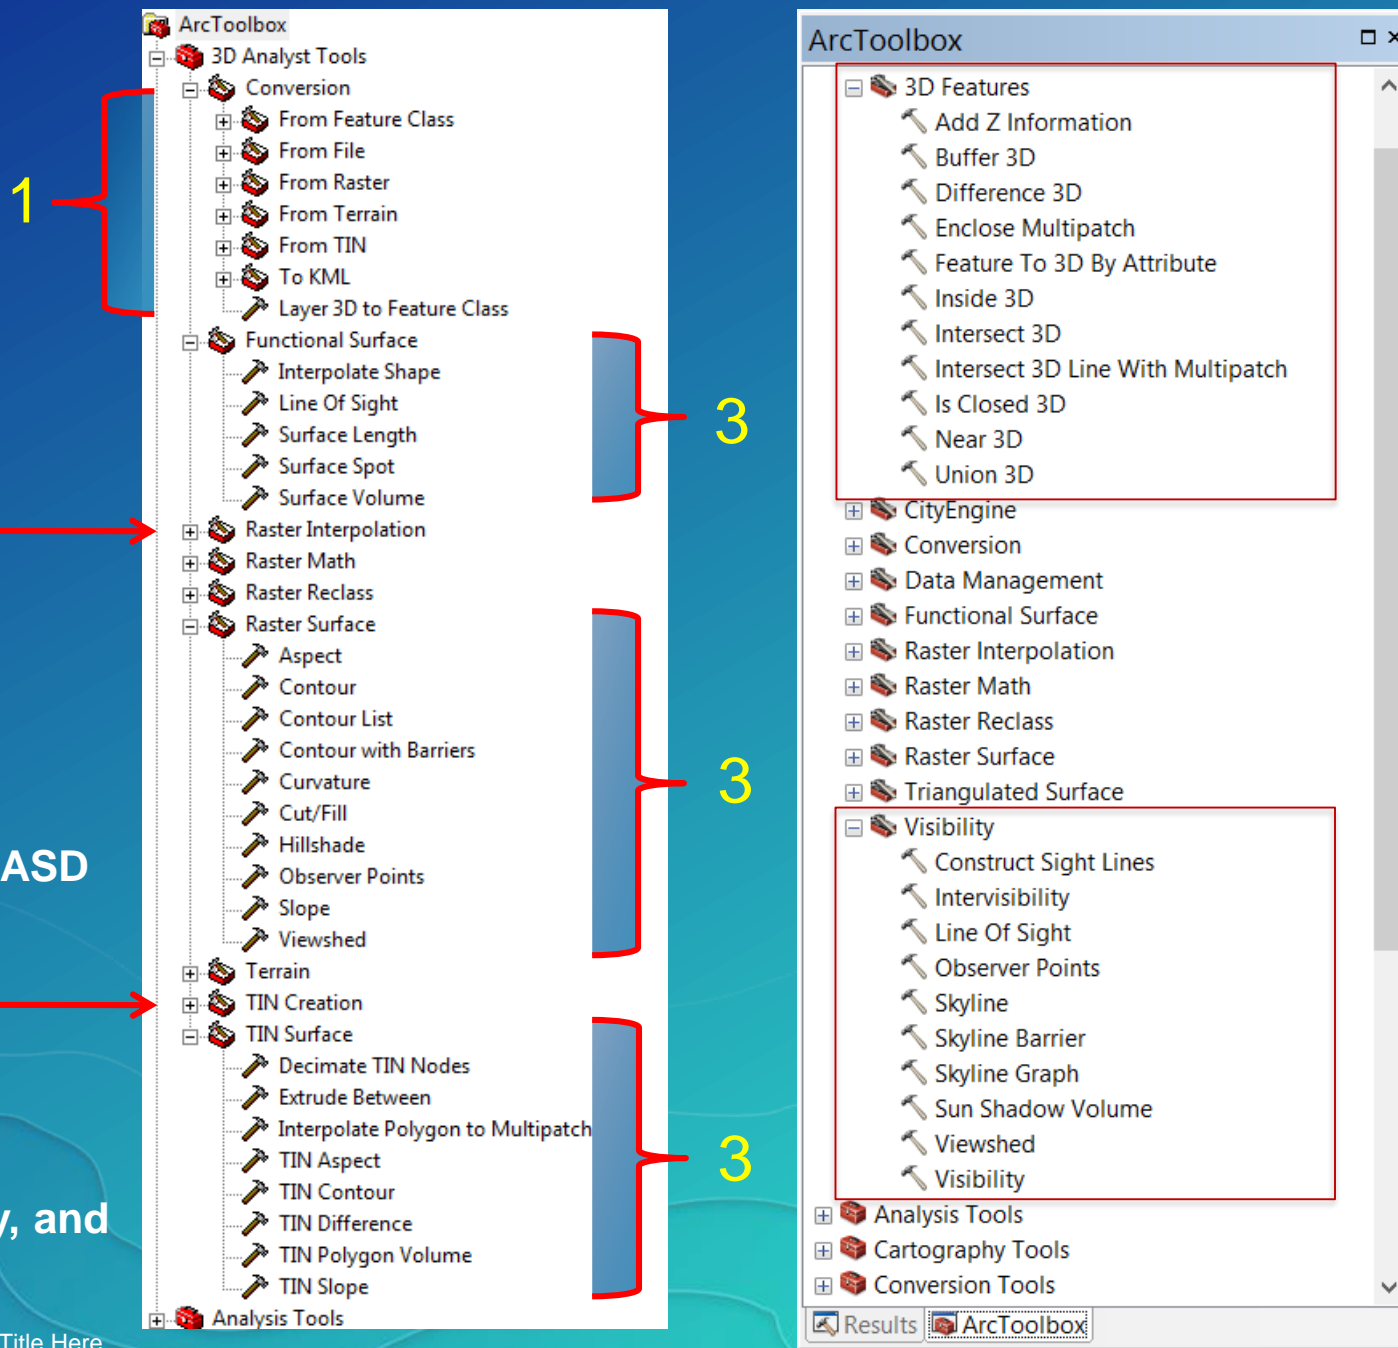 ArcToolbox
3D Analyst Tools
Conversion
From Feature Class
From File
From Raster
From Terrain
From TIN
To KML
Layer 3D to Feature Class
Functional Surface
Interpolate Shape
Line Of Sight
Surface Length
Surface Spot
Surface Volume
Raster Interpolation
Raster Math
Raster Reclass
Raster Surface
Aspect
Contour
Contour List
Contour with Barriers
Curvature
Cut/Fill
Hillshade
Observer Points
Slope
Viewshed
Terrain
TIN Creation
TIN Surface
Decimate TIN Nodes
Extrude Between
Interpolate Polygon to Multipatch
TIN Aspect
TIN Contour
TIN Difference
TIN Polygon Volume
TIN Slope
Analysis Tools
1
3
3
3
ASD
y, and
Title Here
ArcToolbox
3D Features
Add Z Information
Buffer 3D
Difference 3D
Enclose Multipatch
Feature To 3D By Attribute
Inside 3D
Intersect 3D
Intersect 3D Line With Multipatch
Is Closed 3D
Near 3D
Union 3D
CityEngine
Conversion
Data Management
Functional Surface
Raster Interpolation
Raster Math
Raster Reclass
Raster Surface
Triangulated Surface
Visibility
Construct Sight Lines
Intervisibility
Line Of Sight
Observer Points
Skyline
Skyline Barrier
Skyline Graph
Sun Shadow Volume
Viewshed
Visibility
Analysis Tools
Cartography Tools
Conversion Tools
Results ArcToolbox